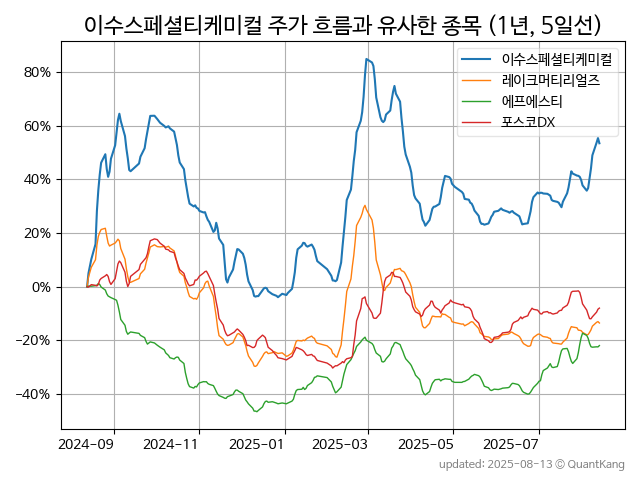 이수스페셜티케미컬 주가 흐름과 유사한 종목 (1년, 5일선)
이수스페셜티케미컬
레이크머티리얼즈
에프에스티
포스코DX
80%
60%
40%
20%
0%
−20%
−40%
2024-09 2024-11 2025-01 2025-03 2025-05 2025-07
updated: 2025-08-13 © QuantKang